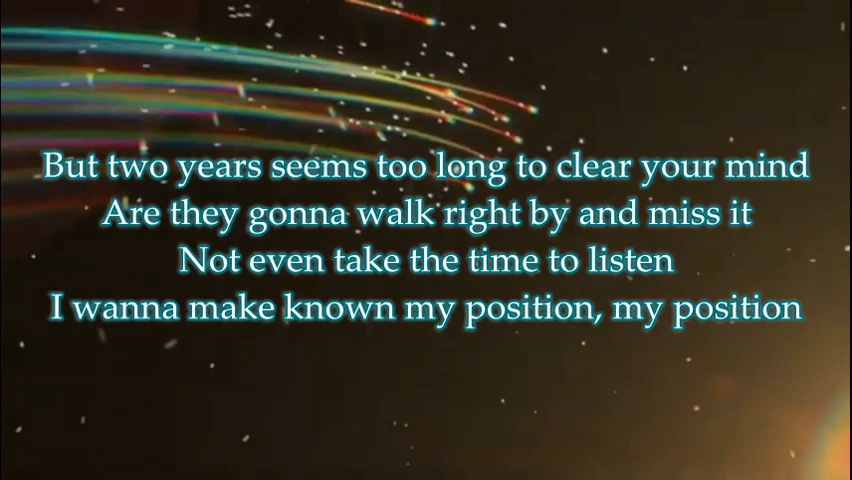 But two years seems too long to clear your mind
Are they gonna walk right by and miss it
Not even take the time to listen
I wanna make known my position, my position